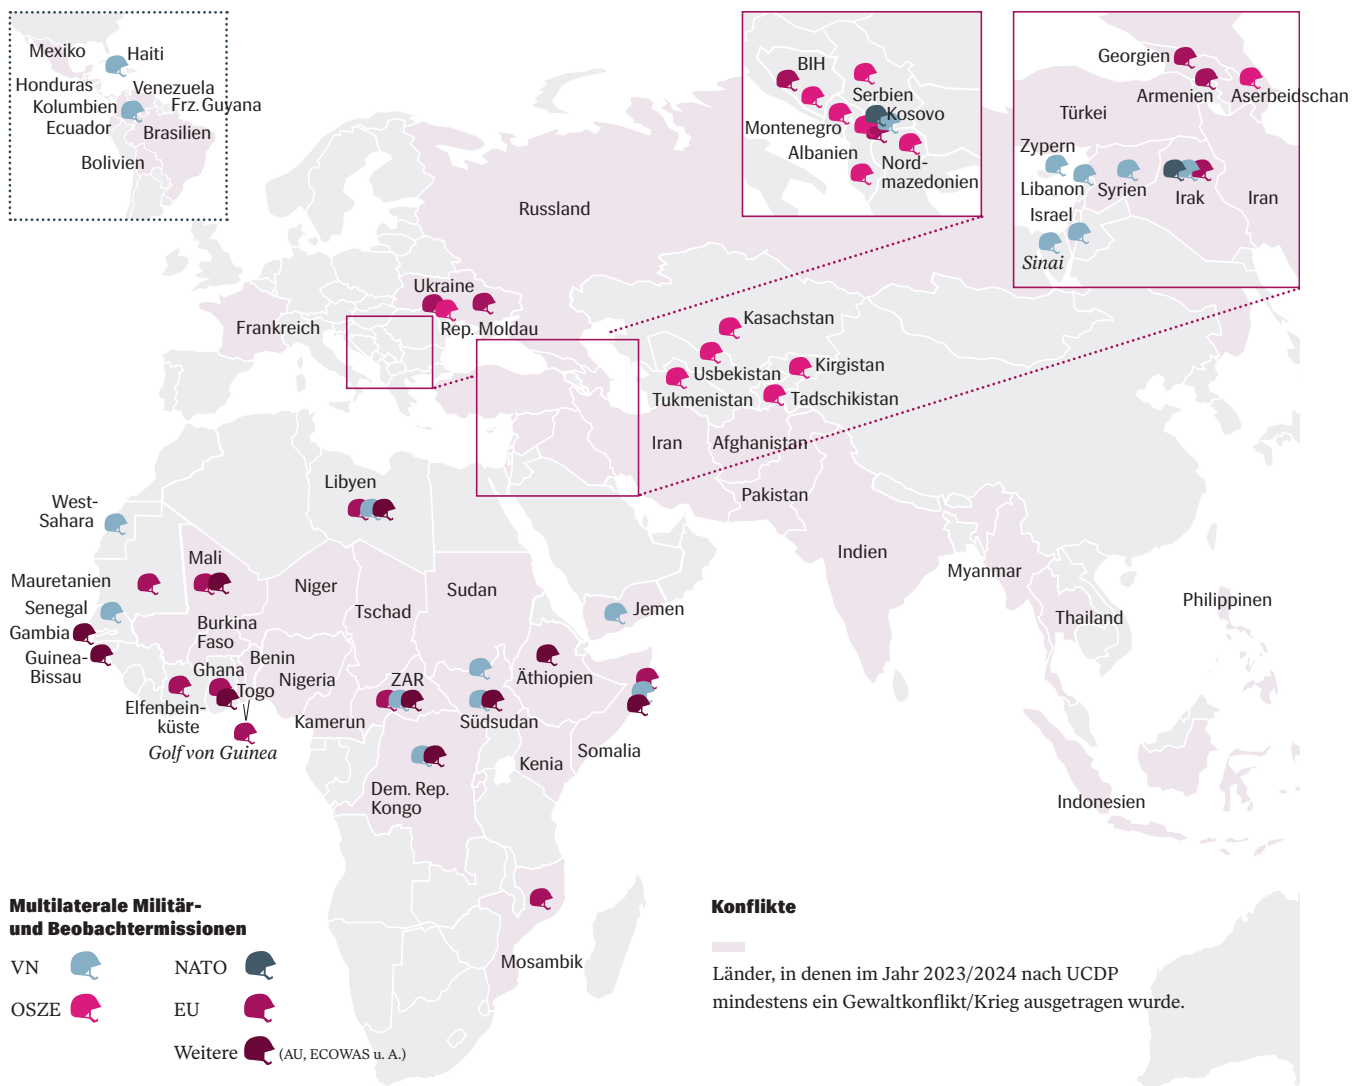 Mexiko
Haiti
Honduras
Venezuela
Kolumbien
Frz. Guyana
Ecuador
Brasilien
Bolivien
BIH
Serbien
Kosovo
Montenegro
Albanien
Nord-
mazedonien
Georgien
Armenien
Aserbeidschan
Türkei
Zypern
Libanon
Syrien
Irak
Iran
Israel
Sinai
Russland
Ukraine
Rep. Moldau
Frankreich
Kasachstan
Kirgistan
Usbekistan
Tukmenistan
Tadschikistan
Iran
Afghanistan
Pakistan
Indien
Myanmar
Thailand
Philippinen
Indonesien
Libyen
West-
Sahara
Mali
Mauretanien
Niger
Sudan
Tschad
Jemen
Senegal
Gambia
Burkina
Faso
Guinea-
Bissau
Ghana
Benin
Togo
Nigeria
ZAR
Äthiopien
Elfenbein-
küste
Kamerun
Südsudan
Golf von Guinea
Somalia
Kenia
Dem. Rep.
Kongo
Mosambik
Multilaterale Militär-
und Beobachtermissionen
VN
NATO
OSZE
EU
Weitere (AU, ECOWAS u. A.)
Konflikte
Länder, in denen im Jahr 2023/2024 nach UCDP
mindestens ein Gewaltkonflikt/Krieg ausgetragen wurde.